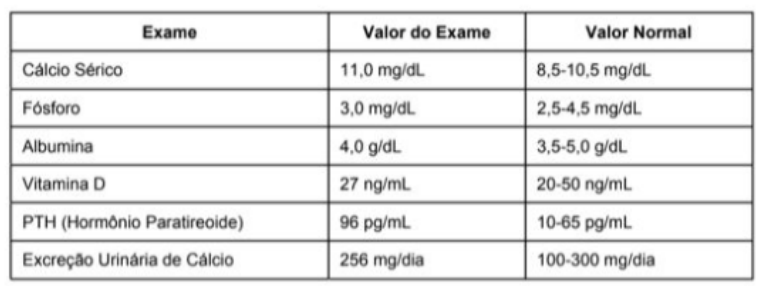 Exame Valor do Exame Valor Normal
Cálcio Sérico 11,0 mg/dL 8,5-10,5 mg/dL
Fósforo 3,0 mg/dL 2,5-4,5 mg/dL
Albumina 4,0 g/dL 3,5-5,0 g/dL
Vitamina D 27 ng/mL 20-50 ng/mL
PTH (Hormônio Paratireoide) 96 pg/mL 10-65 pg/mL
Excreção Urinária de Cálcio 256 mg/dia 100-300 mg/dia